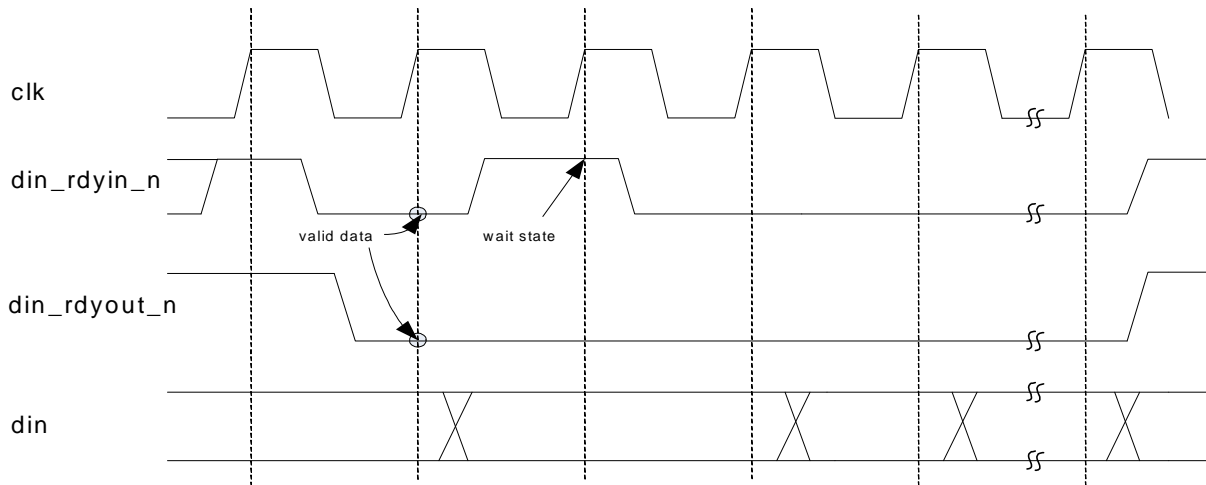 clk
din_rdyin_n
valid data
wait state
din_rdyout_n
din